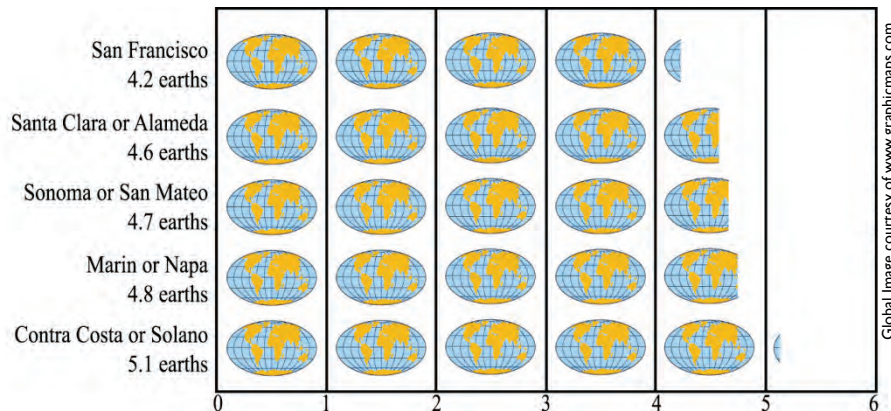 San Francisco
4.2 earths
Santa Clara or Alameda
4.6 earths
Sonoma or San Mateo
4.7 earths
Marin or Napa
4.8 earths
Contra Costa or Solano
5.1 earths
0 1 2 3 4 5 6
Global Image courtesy of www.graphicmaps.com